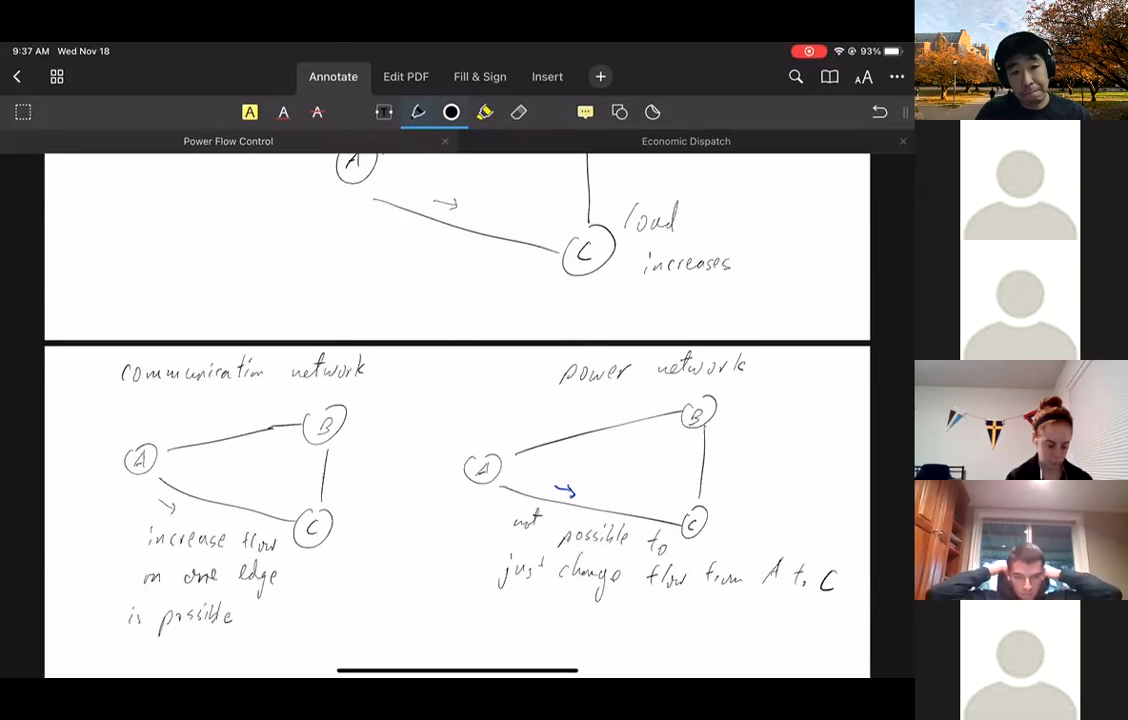 9:37 AM Wed Nov 18
93%
Annotate Edit PDF Fill & Sign Insert
AA
A T A
Power Flow Control
Economic Dispatch
A
C
load
increases
communication network
power network
B
B
A
A
C
C
increase flow
on one edge
is possible
not
possible to
just change flow from A to C